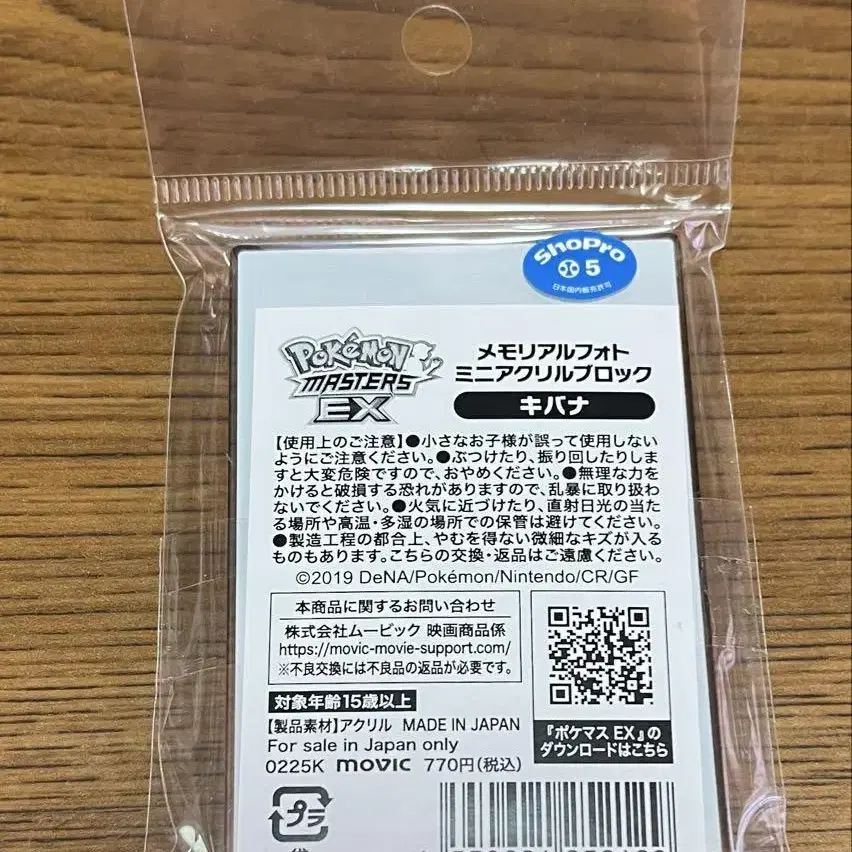 ShoPro
5
日本国内販売許可
POKéMON
MASTERS
EX
メモリアルフォト
ミニアクリルブロック
キバナ
【使用上のご注意】●小さなお子様が誤って使用しない
ようにご注意ください。●ぶつけたり、振り回したりしま
すと大変危険ですので、おやめください。●無理な力を
かけると破損する恐れがありますので、乱暴に取り扱わ
ないでください。●火気に近づけたり、直射日光の当た
る場所や高温・多湿の場所での保管は避けてください。
●製造工程の都合上、やむを得ない微細なキズが入る
ものもあります。こちらの交換・返品はご遠慮ください。
©2019 DeNA/Pokémon/Nintendo/CR/GF
本商品に関するお問い合わせ
株式会社ムービック 映画商品係
https://movic-movie-support.com/
※不良交換には不良品の返品が必要です。
対象年齢15歳以上
【製品素材】アクリル MADE IN JAPAN
For sale in Japan only
0225K movic 770円(税込)
『ポケマス EX』の
ダウンロードはこちら
プラ